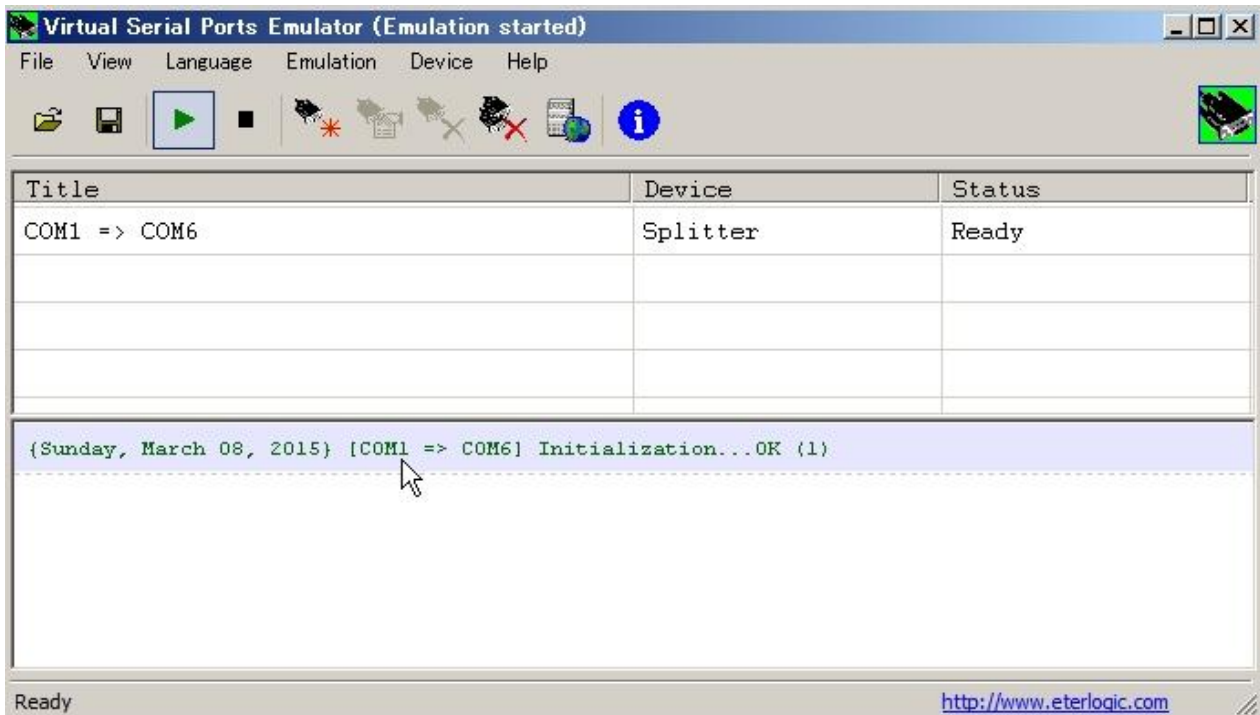 Virtual Serial Ports Emulator (Emulation started)
File View Language Emulation Device Help
Title Device Status
COM1 => COM6 Splitter Ready
{Sunday, March 08, 2015} [COM1 => COM6] Initialization...OK (1)
Ready http://www.eterlogic.com